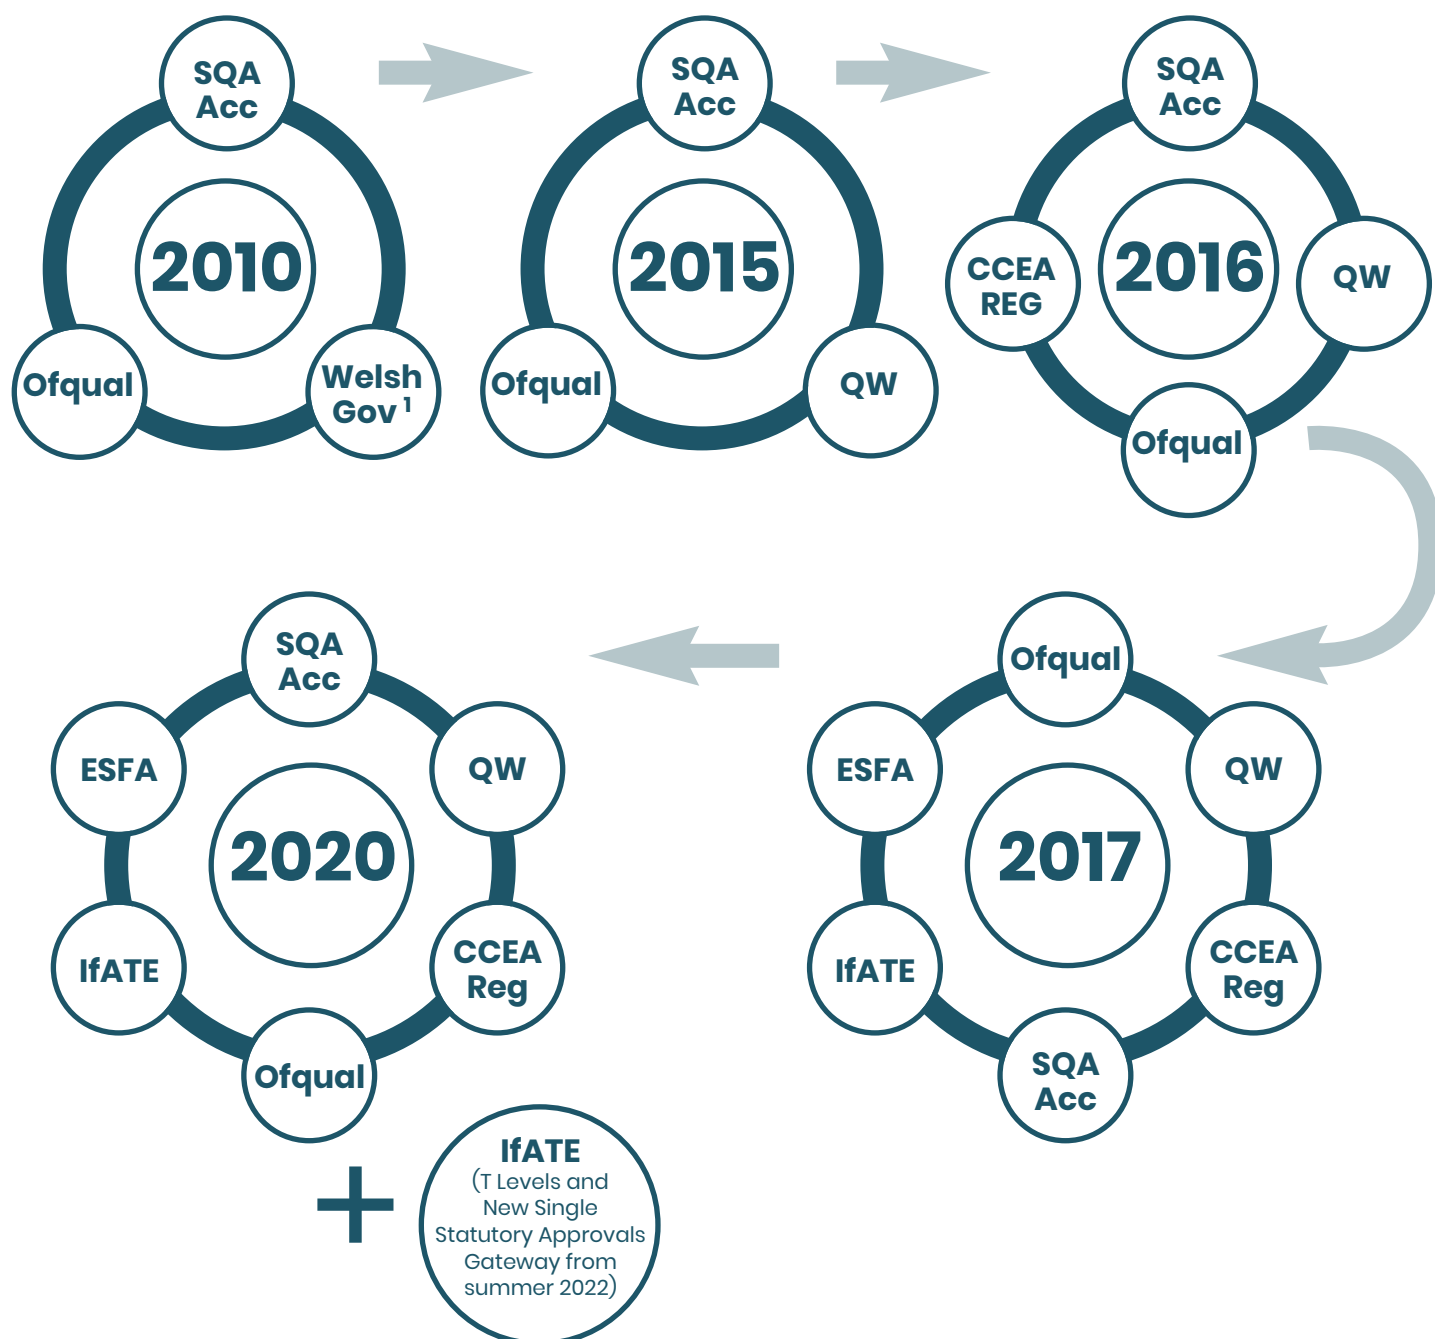 SQA
Acc
2010
Ofqual
Welsh
Gov 1
SQA
Acc
2015
Ofqual
QW
SQA
Acc
CCEA
REG
2016
QW
Ofqual
Ofqual
ESFA
QW
2017
IfATE
CCEA
Reg
SQA
Acc
SQA
Acc
ESFA
QW
2020
IfATE
CCEA
Reg
Ofqual
+
IfATE
(T Levels and
New Single
Statutory Approvals
Gateway from
summer 2022)